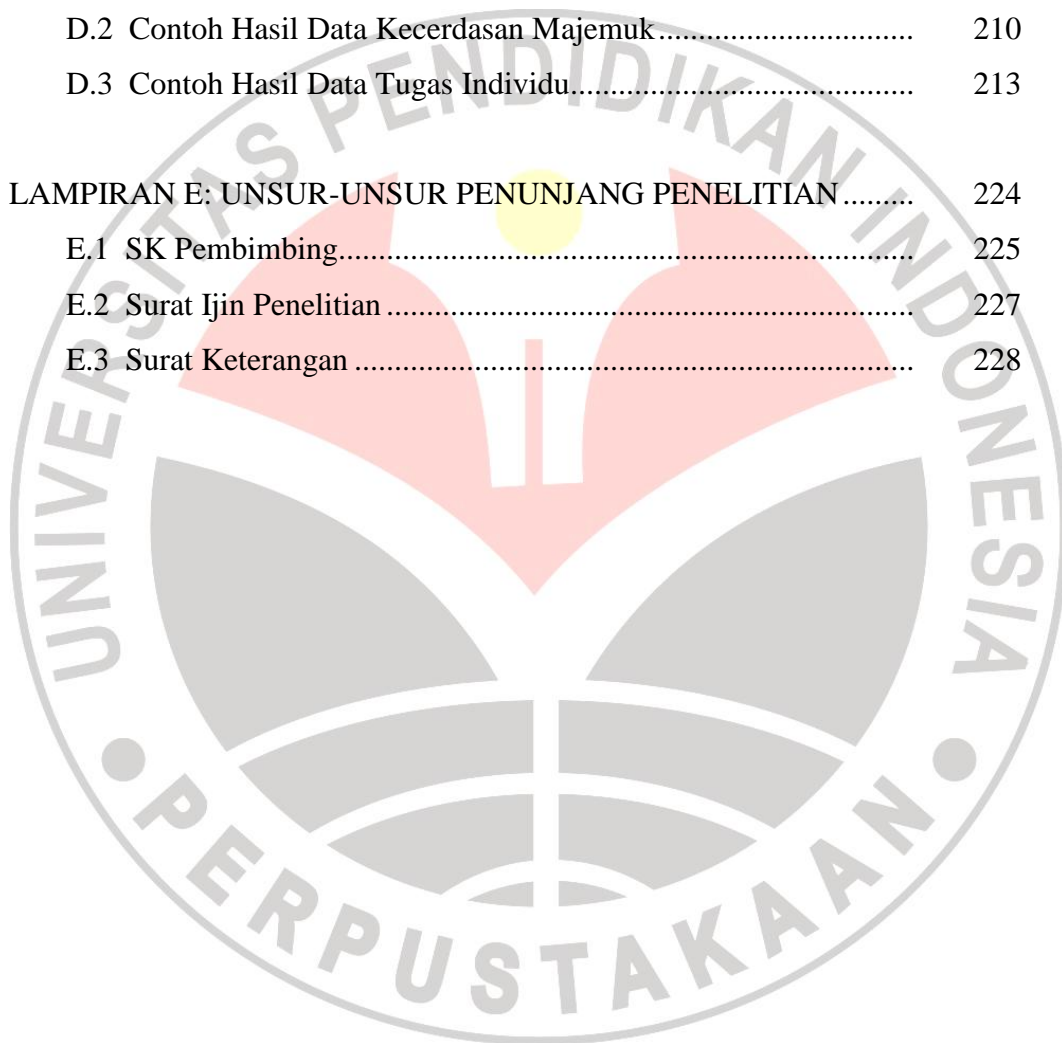 D.2 Contoh Hasil Data Kecerdasan Majemuk .............................. 210
D.3 Contoh Hasil Data Tugas Individu...................................... 213
LAMPIRAN E: UNSUR-UNSUR PENUNJANG PENELITIAN ......... 224
E.1 SK Pembimbing................................................................ 225
E.2 Surat Ijin Penelitian ........................................................... 227
E.3 Surat Keterangan ............................................................... 228
UNIVERSITAS PENDIDIKAN INDONESIA
PERPUSTAKAAN